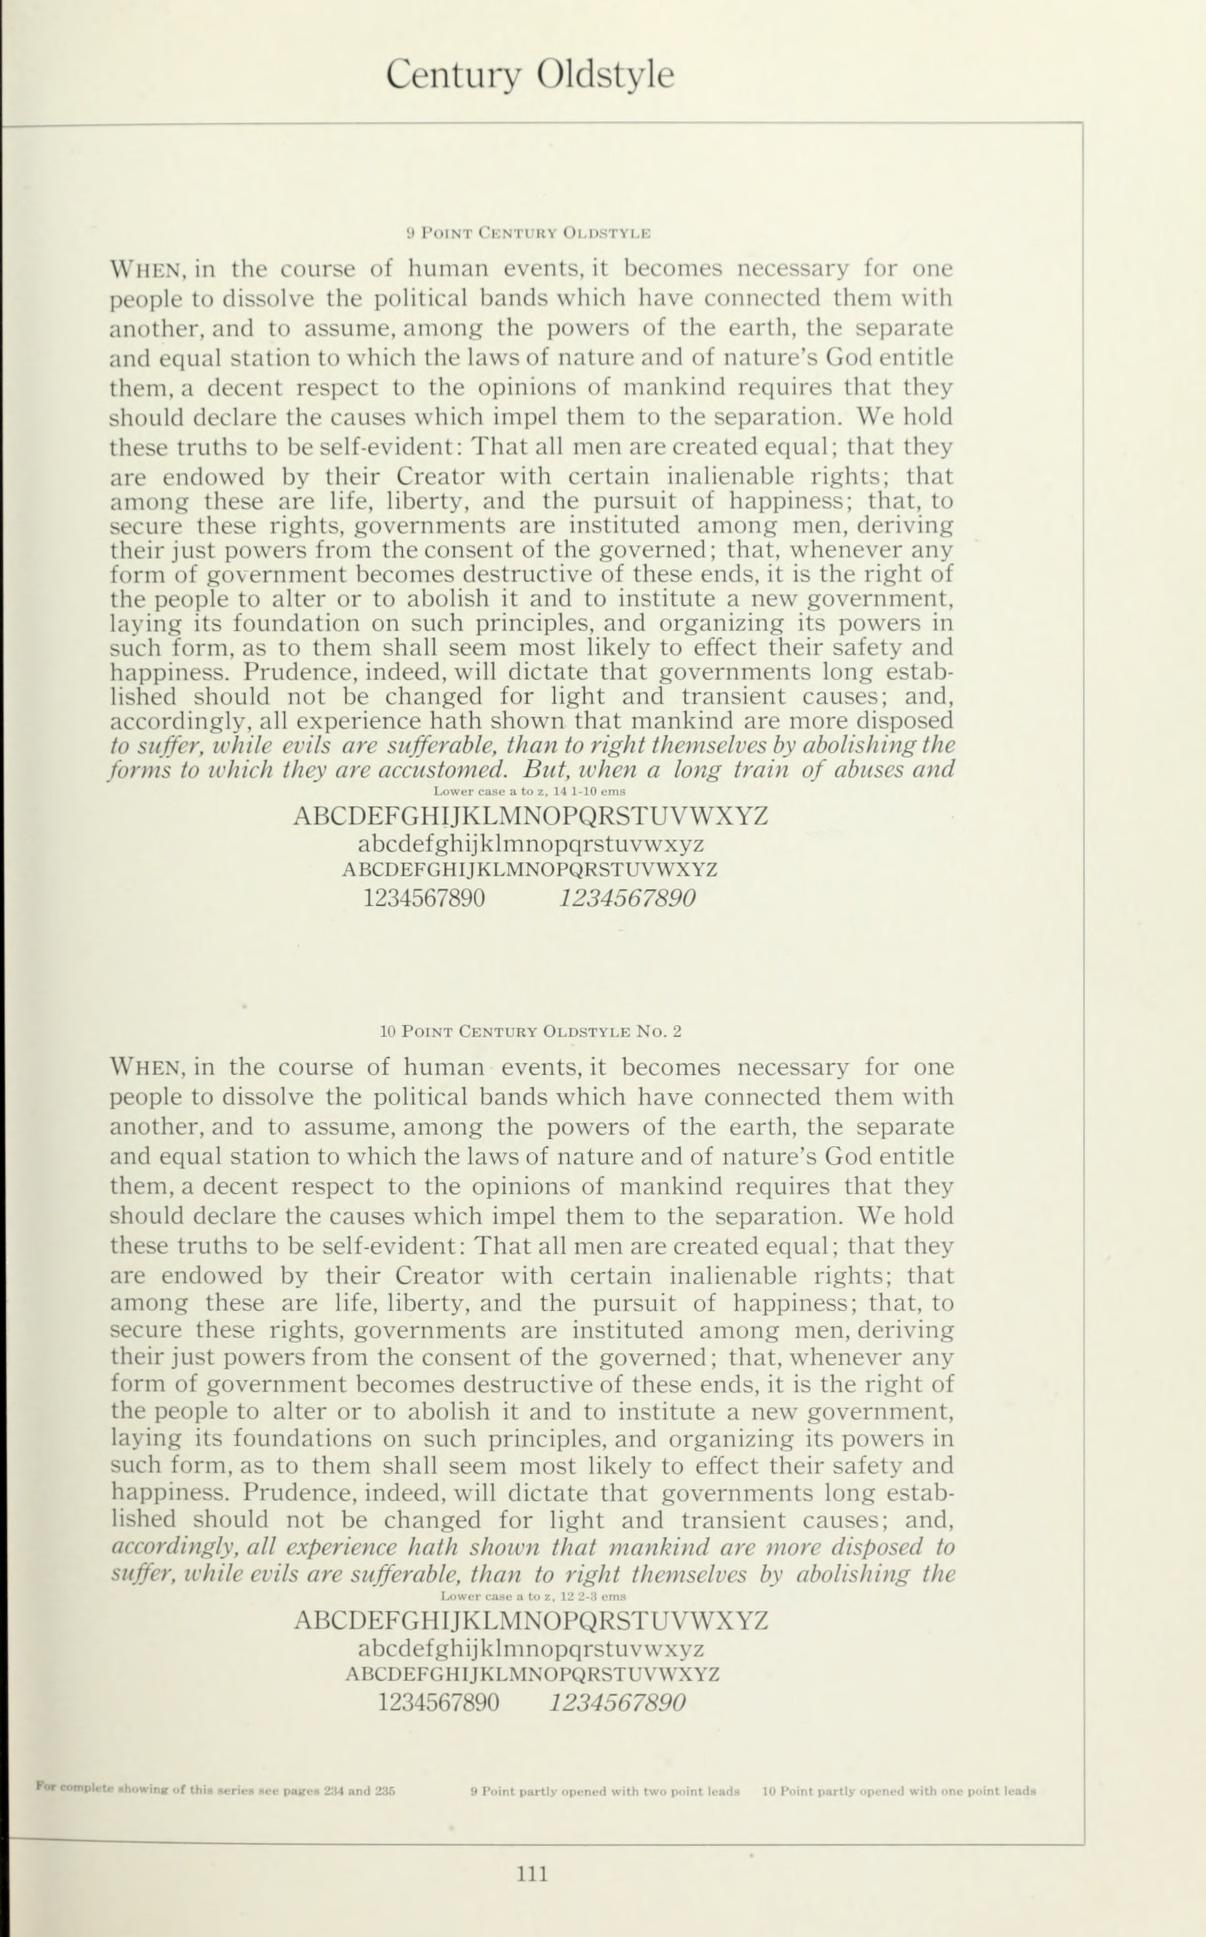 Century Oldstyle
9 POINT CENTURY OLDSTYLE
WHEN, in the course of human events, it becomes necessary for one
people to dissolve the political bands which have connected them with
another, and to assume, among the powers of the earth, the separate
and equal station to which the laws of nature and of nature's God entitle
them, a decent respect to the opinions of mankind requires that they
should declare the causes which impel them to the separation. We hold
these truths to be self-evident: That all men are created equal; that they
are endowed by their Creator with certain inalienable rights; that
among these are life, liberty, and the pursuit of happiness; that, to
secure these rights, governments are instituted among men, deriving
their just powers from the consent of the governed; that, whenever any
form of government becomes destructive of these ends, it is the right of
the people to alter or to abolish it and to institute a new government,
laying its foundation on such principles, and organizing its powers in
such form, as to them shall seem most likely to effect their safety and
happiness. Prudence, indeed, will dictate that governments long estab-
lished should not be changed for light and transient causes; and,
accordingly, all experience hath shown that mankind are more disposed
to suffer, while evils are sufferable, than to right themselves by abolishing the
forms to which they are accustomed. But, when a long train of abuses and
Lower case a to z, 14 1-10 ems
ABCDEFGHIJKLMNOPQRSTUVWXYZ
abcdefghijklmnopqrstuvwxyz
ABCDEFGHIJKLMNOPQRSTUVWXYZ
1234567890 1234567890
10 POINT CENTURY OLDSTYLE NO. 2
WHEN, in the course of human events, it becomes necessary for one
people to dissolve the political bands which have connected them with
another, and to assume, among the powers of the earth, the separate
and equal station to which the laws of nature and of nature's God entitle
them, a decent respect to the opinions of mankind requires that they
should declare the causes which impel them to the separation. We hold
these truths to be self-evident: That all men are created equal; that they
are endowed by their Creator with certain inalienable rights; that
among these are life, liberty, and the pursuit of happiness; that, to
secure these rights, governments are instituted among men, deriving
their just powers from the consent of the governed; that, whenever any
form of government becomes destructive of these ends, it is the right of
the people to alter or to abolish it and to institute a new government,
laying its foundations on such principles, and organizing its powers in
such form, as to them shall seem most likely to effect their safety and
happiness. Prudence, indeed, will dictate that governments long estab-
lished should not be changed for light and transient causes; and,
accordingly, all experience hath shown that mankind are more disposed to
suffer, while evils are sufferable, than to right themselves by abolishing the
Lower case a to z, 12 2-3 ems
ABCDEFGHIJKLMNOPQRSTUVWXYZ
abcdefghijklmnopqrstuvwxyz
ABCDEFGHIJKLMNOPQRSTUVWXYZ
1234567890 1234567890
For complete showing of this series see pages 234 and 235 9 Point partly opened with two point leads 10 Point partly opened with one point leads
111